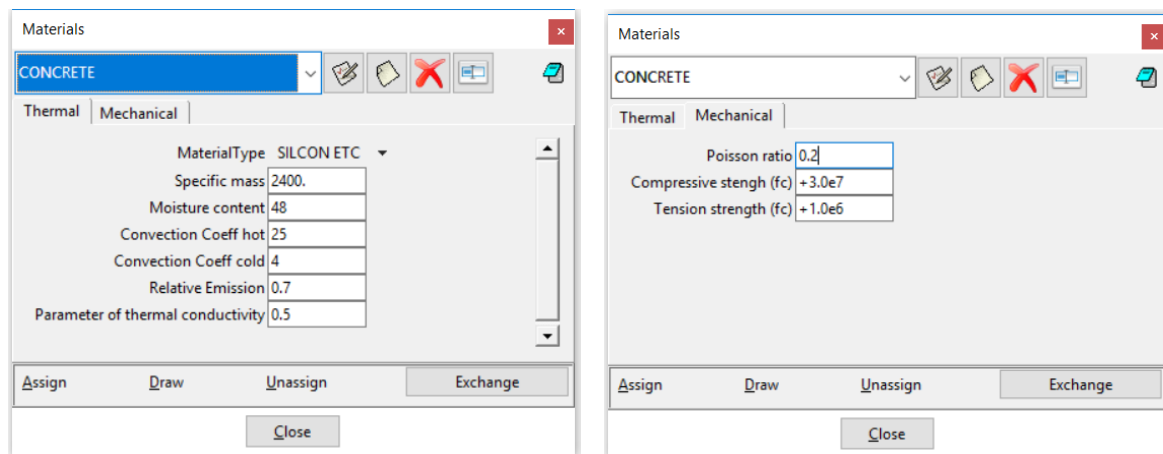 Materials
CONCRETE
Thermal Mechanical
MaterialType SILCON ETC
Specific mass 2400.
Moisture content 48
Convection Coeff hot 25
Convection Coeff cold 4
Relative Emission 0.7
Parameter of thermal conductivity 0.5
Assign Draw Unassign Exchange
Close
Materials
CONCRETE
Thermal Mechanical
Poisson ratio 0.2
Compressive stengh (fc) +3.0e7
Tension strength (fc) +1.0e6
Assign Draw Unassign Exchange
Close